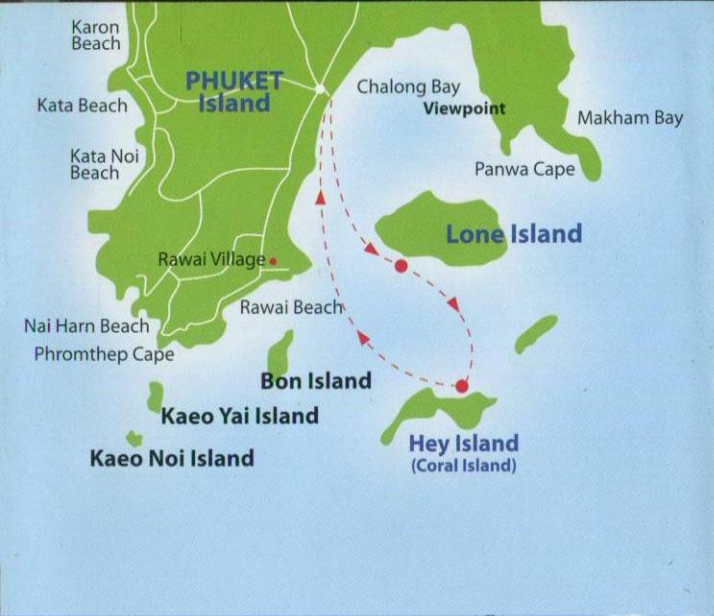 Karon
Beach
PHUKET
Island
Chalong Bay
Viewpoint
Kata Beach
Makham Bay
Kata Noi
Beach
Panwa Cape
Lone Island
Rawai Village
Rawai Beach
Nai Harn Beach
Phromthep Cape
Bon Island
Kaeo Yai Island
Kaeo Noi Island
Hey Island
(Coral Island)